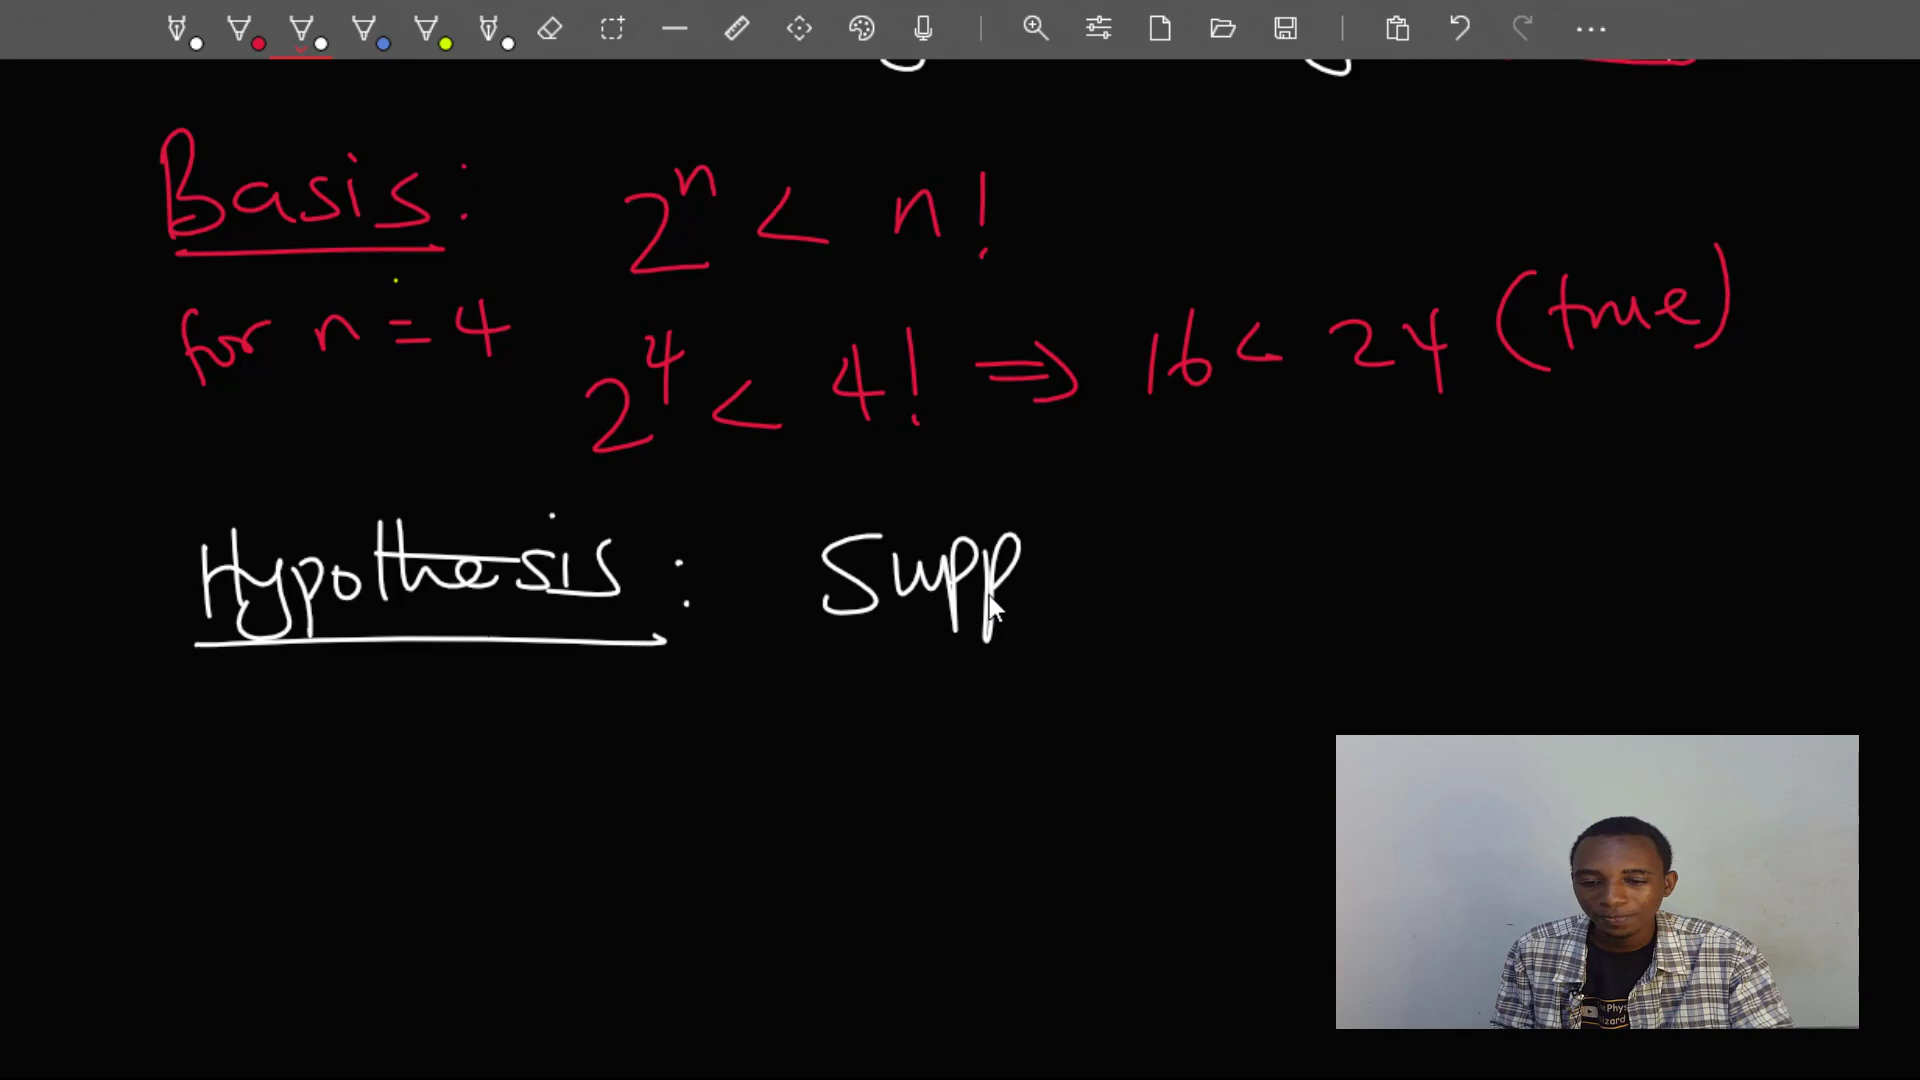 Basis: 2ⁿ < n!
for n = 4
2⁴ < 4! ⇒ 16 < 24 (true)
Hypothesis: Supp